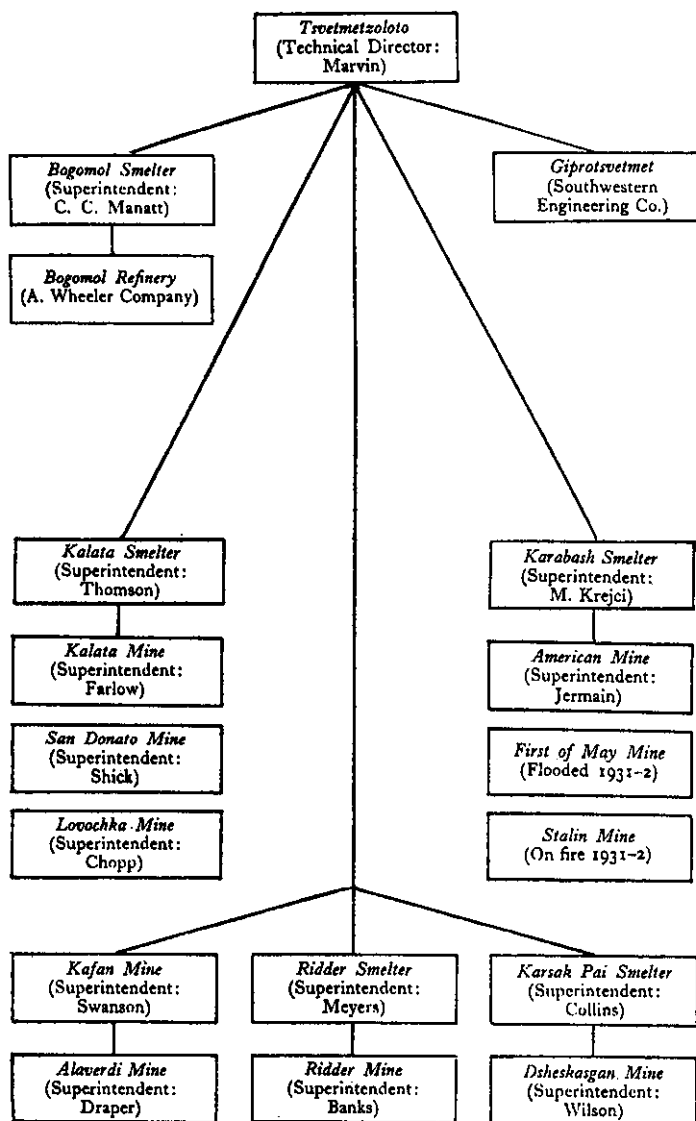 Tsvetmetzoloto
(Technical Director:
Marvin)
Bogomol Smelter
(Superintendent:
C. C. Manatt)
Giprotsvetmet
(Southwestern
Engineering Co.)
Bogomol Refinery
(A. Wheeler Company)
Kalata Smelter
(Superintendent:
Thomson)
Karabash Smelter
(Superintendent:
M. Krejci)
Kalata Mine
(Superintendent:
Farlow)
American Mine
(Superintendent:
Jermain)
San Donato Mine
(Superintendent:
Shick)
First of May Mine
(Flooded 1931–2)
Lovochka Mine
(Superintendent:
Chopp)
Stalin Mine
(On fire 1931–2)
Kafan Mine
(Superintendent:
Swanson)
Ridder Smelter
(Superintendent:
Meyers)
Karsak Pai Smelter
(Superintendent:
Collins)
Alaverdi Mine
(Superintendent:
Draper)
Ridder Mine
(Superintendent:
Banks)
Dsheskasgan Mine
(Superintendent:
Wilson)